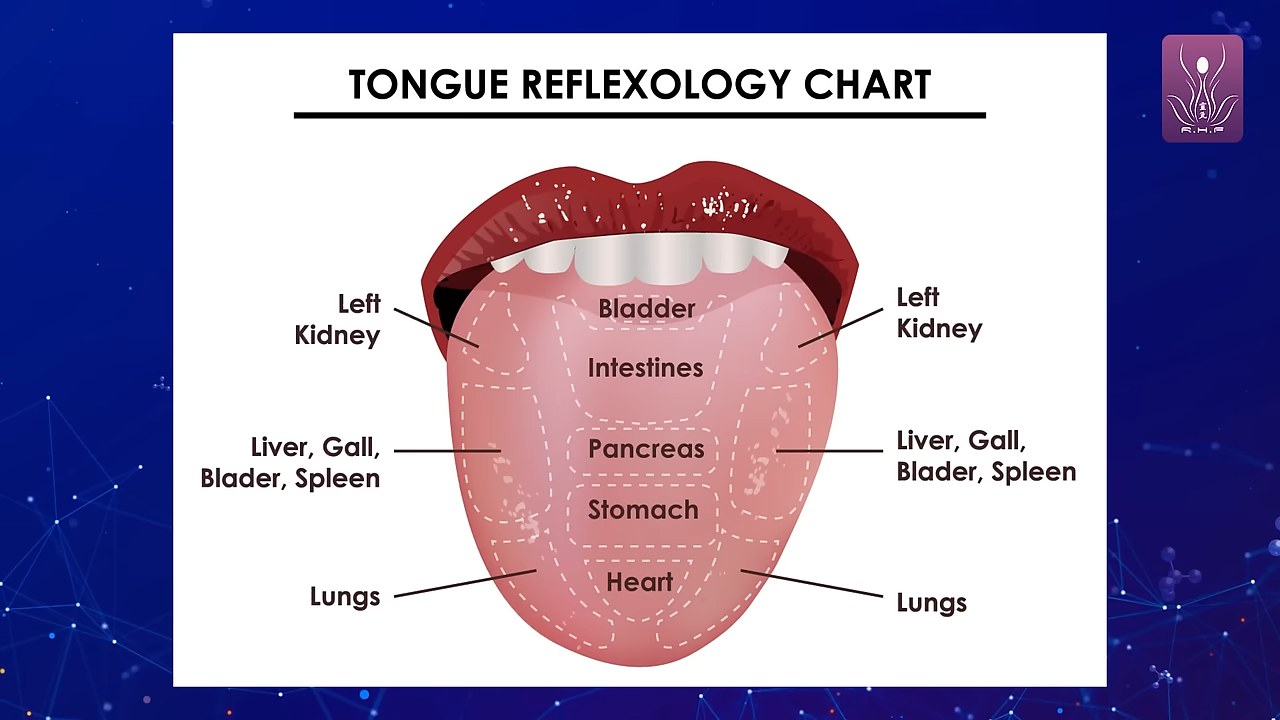 TONGUE REFLEXOLOGY CHART
R.H.F
Bladder
Left
Kidney
Left
Kidney
Intestines
Liver, Gall,
Blader, Spleen
Pancreas
Liver, Gall,
Blader, Spleen
Stomach
Heart
Lungs
Lungs